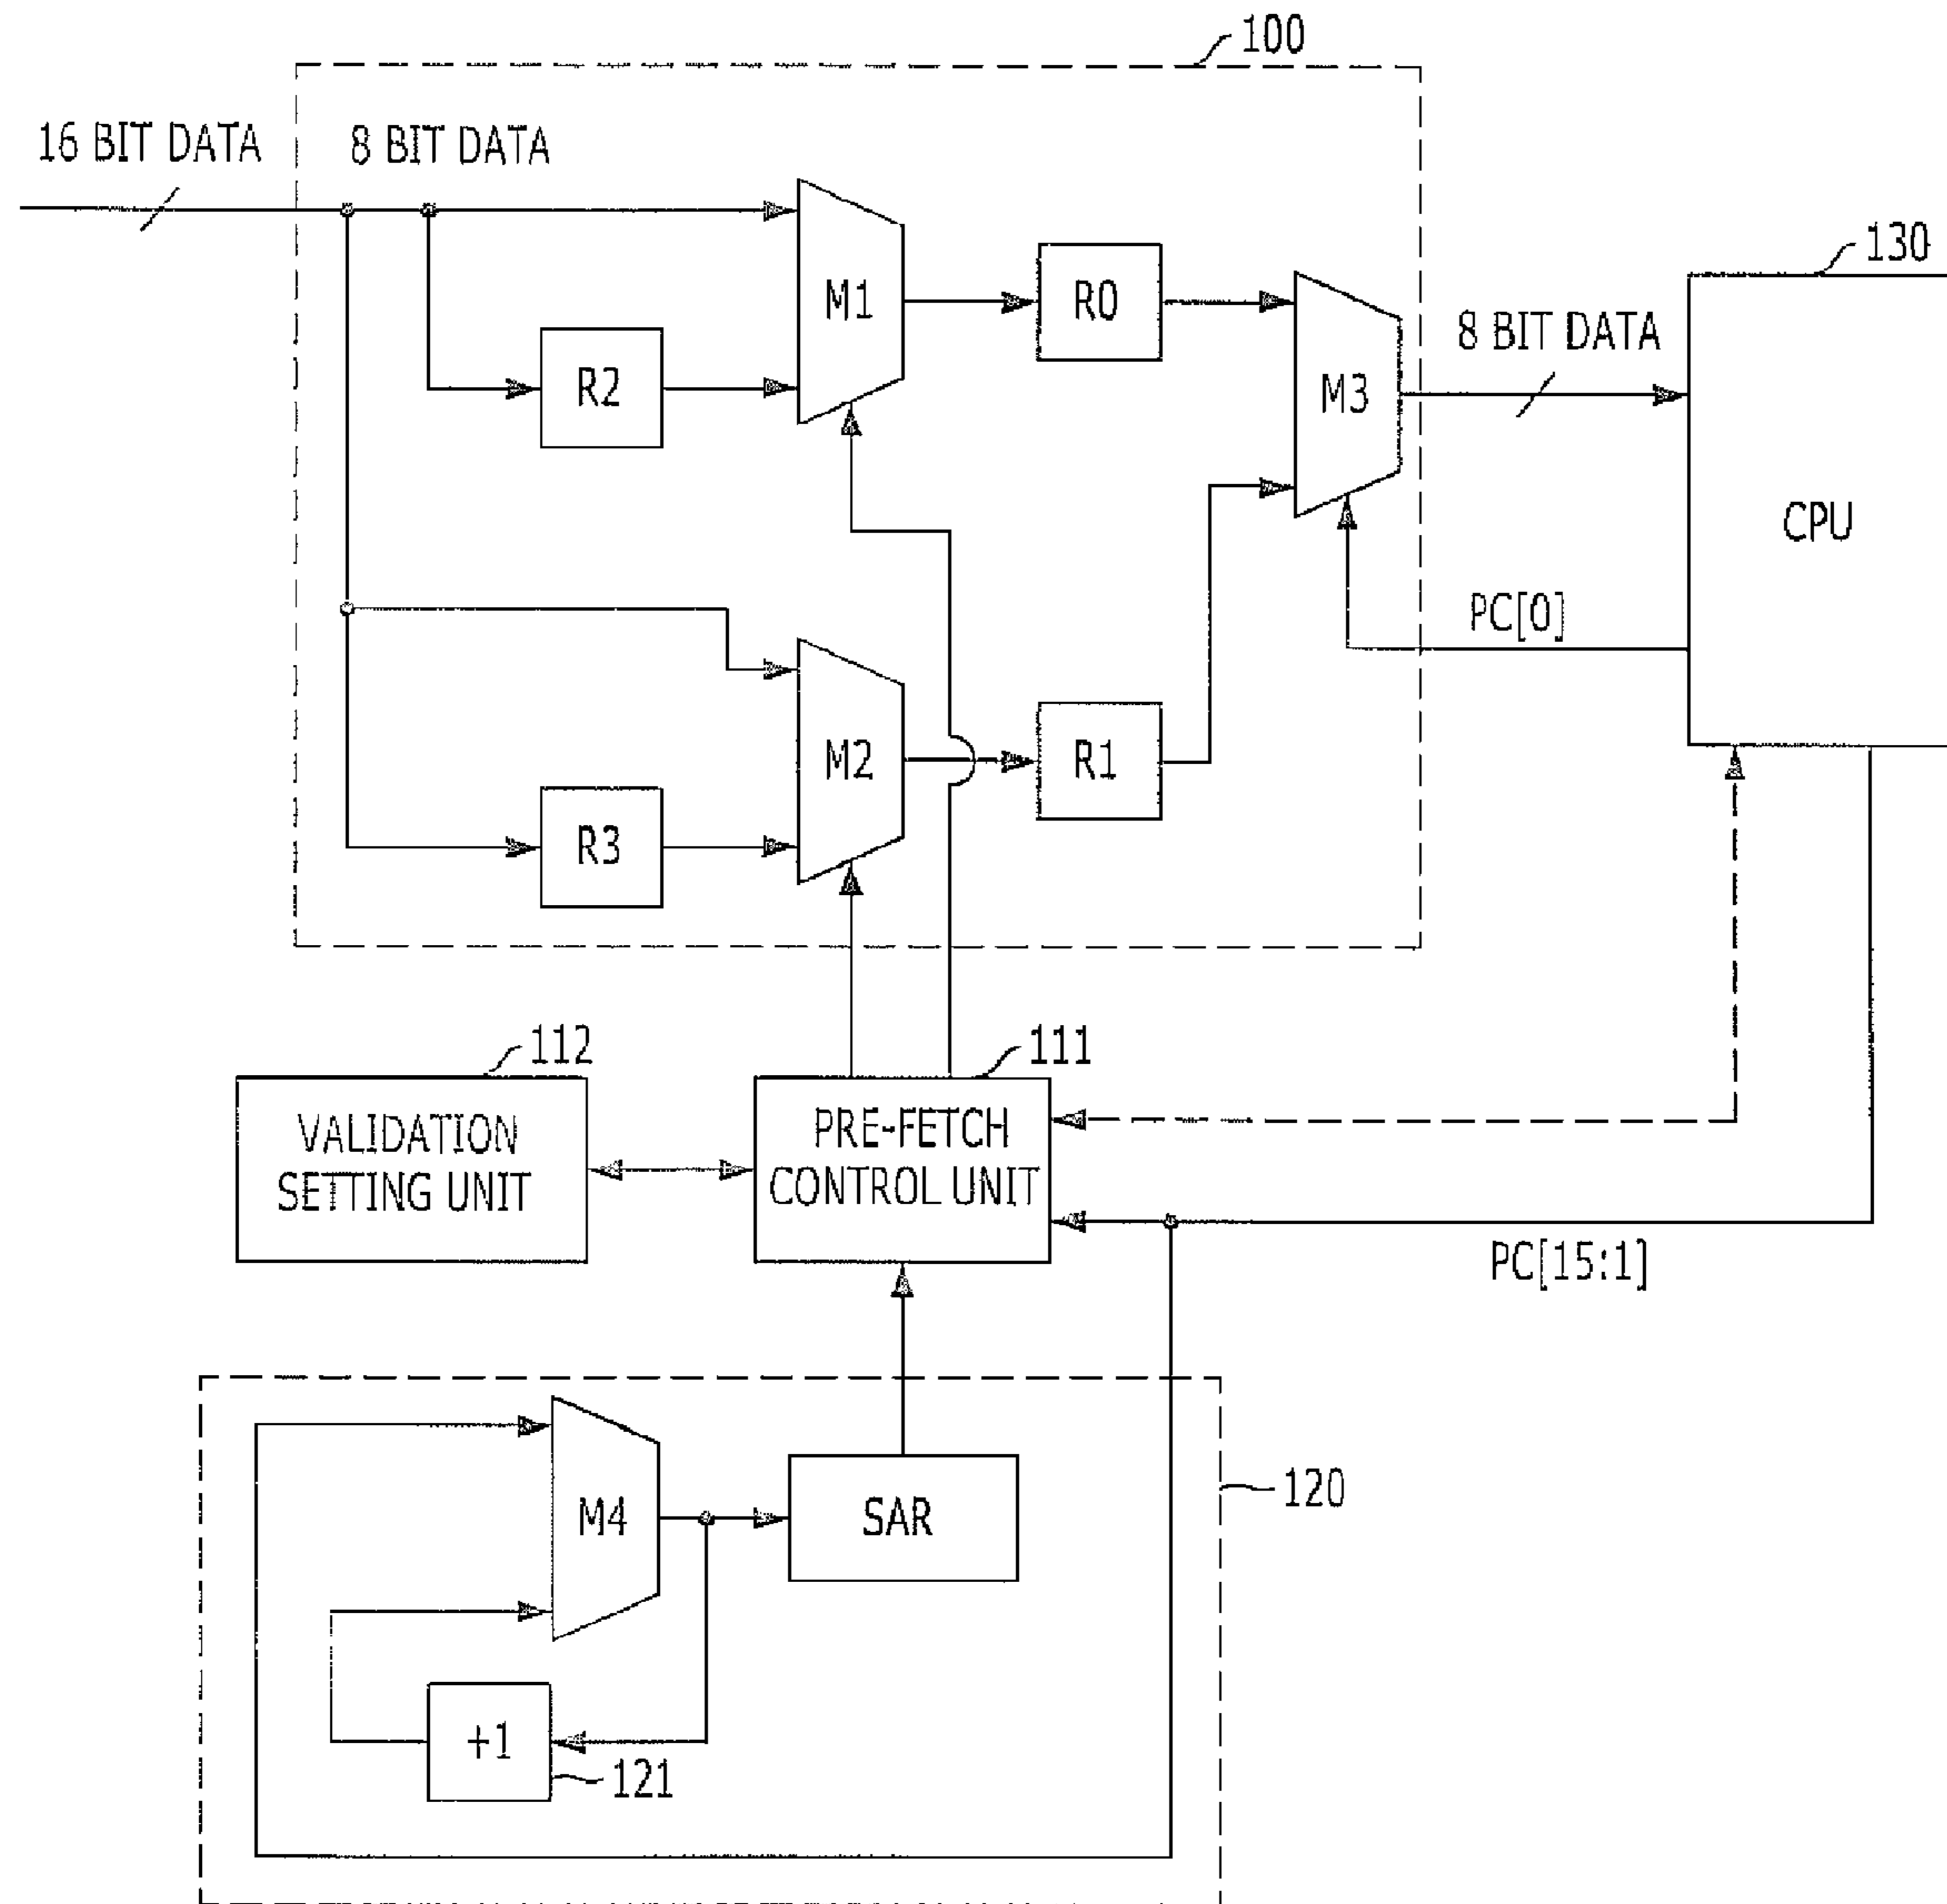 100
16 BIT DATA
8 BIT DATA
130
M1
R0
8 BIT DATA
R2
M3
CPU
PC[0]
M2
R1
R3
112
111
VALIDATION
SETTING UNIT
PRE-FETCH
CONTROL UNIT
PC[15:1]
M4
SAR
120
+1
121